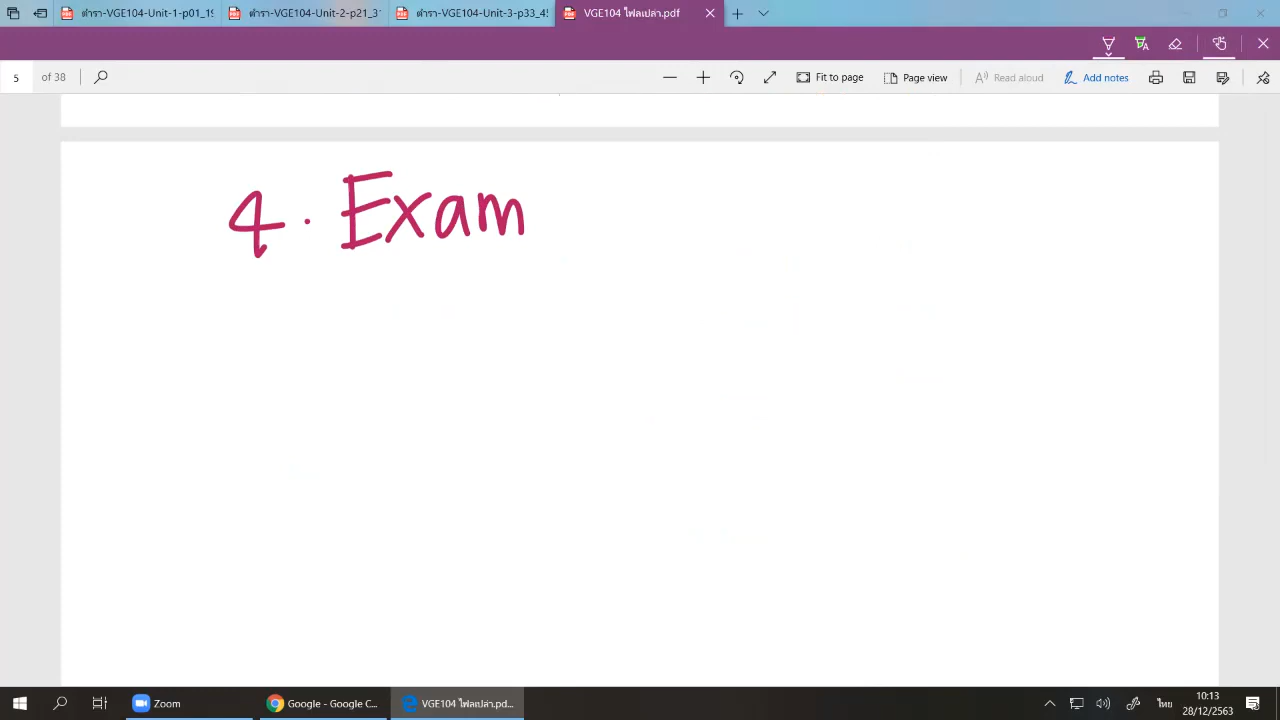 ตำรา-VGE104-Unit-1-p01_1 ตำรา-VGE104-Unit-2-p21_3 ตำรา-VGE104-Unit-3-p33_4 VGE104 ไฟลเปล่า.pdf
5 of 38 Fit to page Page view Read aloud Add notes
4. Exam
Zoom Google - Google C... VGE104 ไฟลเปล่า.pd... ไทย 10:13
28/12/2563